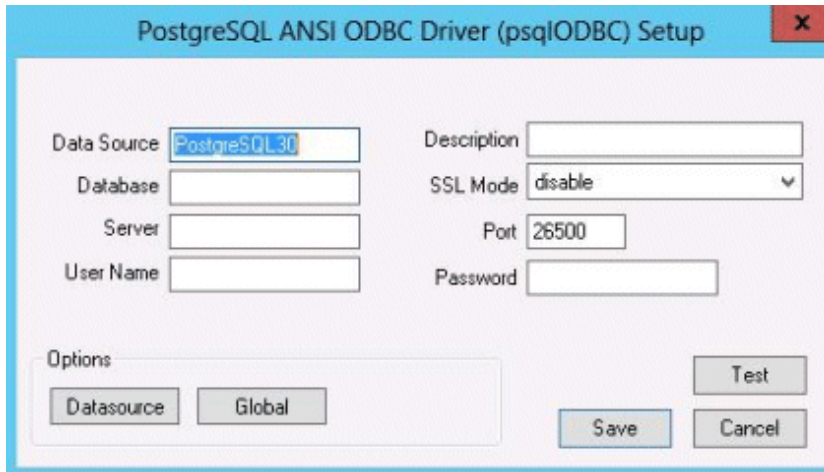 PostgreSQL ANSI ODBC Driver (psqlODBC) Setup
x
Data Source PostgreSQL30
Description
Database
SSL Mode disable
Server
Port 26500
User Name
Password
Options
Datasource Global
Test
Save Cancel